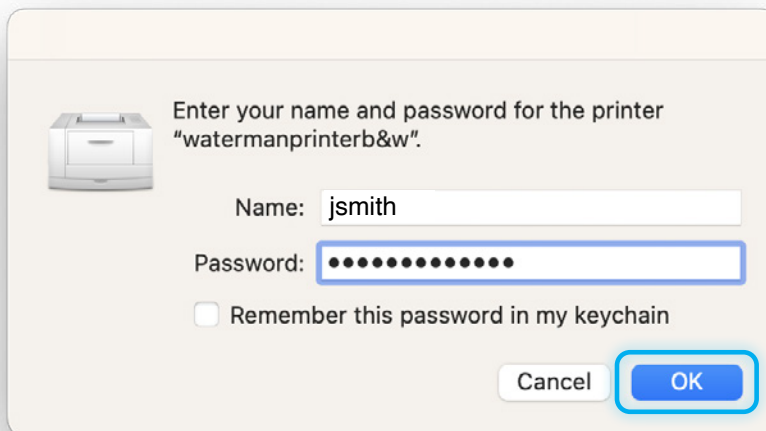 Enter your name and password for the printer
“watermanprinterb&w”.
Name: jsmith
Password: •••••••••••••
Remember this password in my keychain
Cancel OK